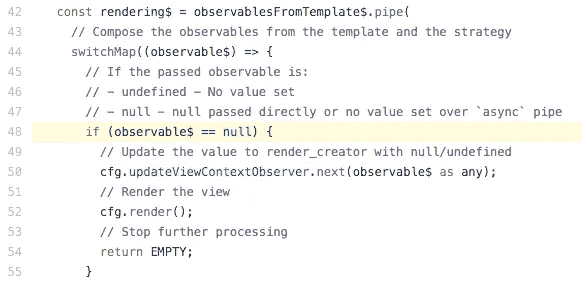 42 const rendering$ = observablesFromTemplate$.pipe(
43 // Compose the observables from the template and the strategy
44 switchMap((observable$) => {
45 // If the passed observable is:
46 // - undefined - No value set
47 // - null - null passed directly or no value set over `async` pipe
48 if (observable$ == null) {
49 // Update the value to render_creator with null/undefined
50 cfg.updateViewContextObserver.next(observable$ as any);
51 // Render the view
52 cfg.render();
53 // Stop further processing
54 return EMPTY;
55 }